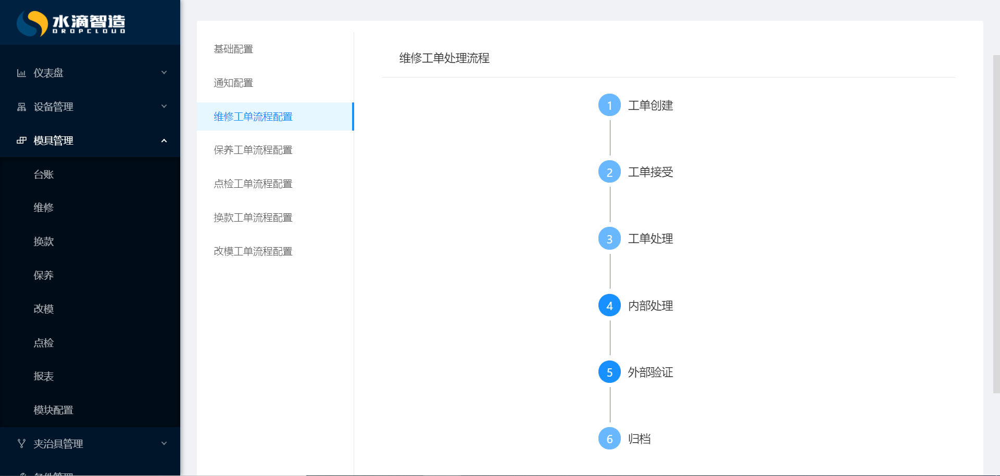 水滴智造
DROPCLOUD
仪表盘
设备管理
模具管理
台账
维修
换款
保养
改模
点检
报表
模块配置
夹治具管理
备件管理
基础配置
通知配置
维修工单流程配置
保养工单流程配置
点检工单流程配置
换款工单流程配置
改模工单流程配置
维修工单处理流程
1 工单创建
2 工单接受
3 工单处理
4 内部处理
5 外部验证
6 归档